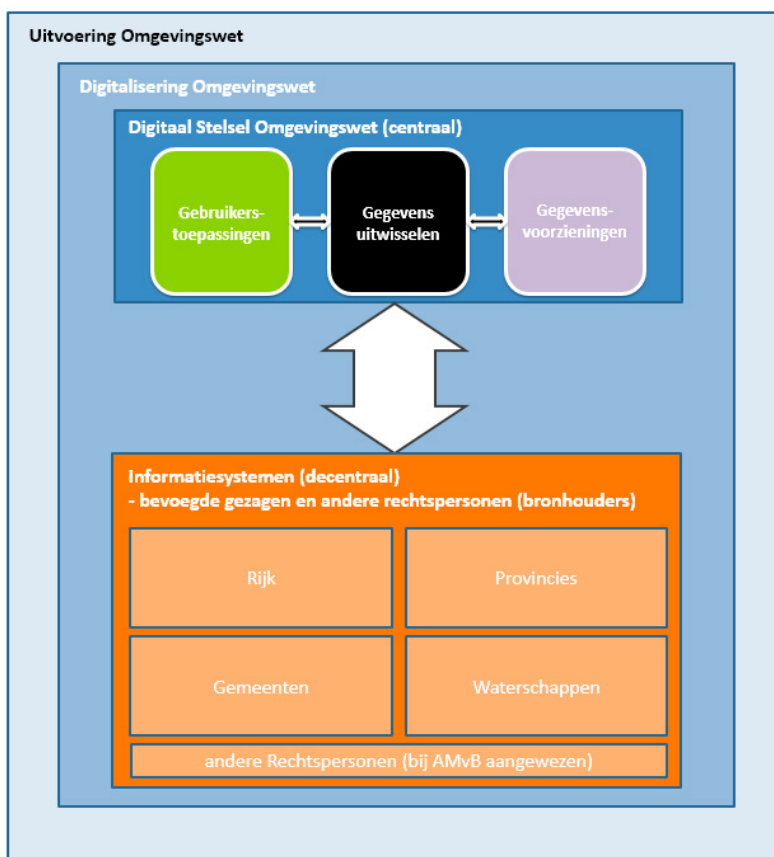 Uitvoering Omgevingswet
Digitalisering Omgevingswet
Digitaal Stelsel Omgevingswet (centraal)
Gebruikers-
toepassingen
Gegevens
uitwisselen
Gegevens-
voorzieningen
Informatiesystemen (decentraal)
- bevoegde gezagen en andere rechtspersonen (bronhouders)
Rijk
Provincies
Gemeenten
Waterschappen
andere Rechtspersonen (bij AMvB aangewezen)